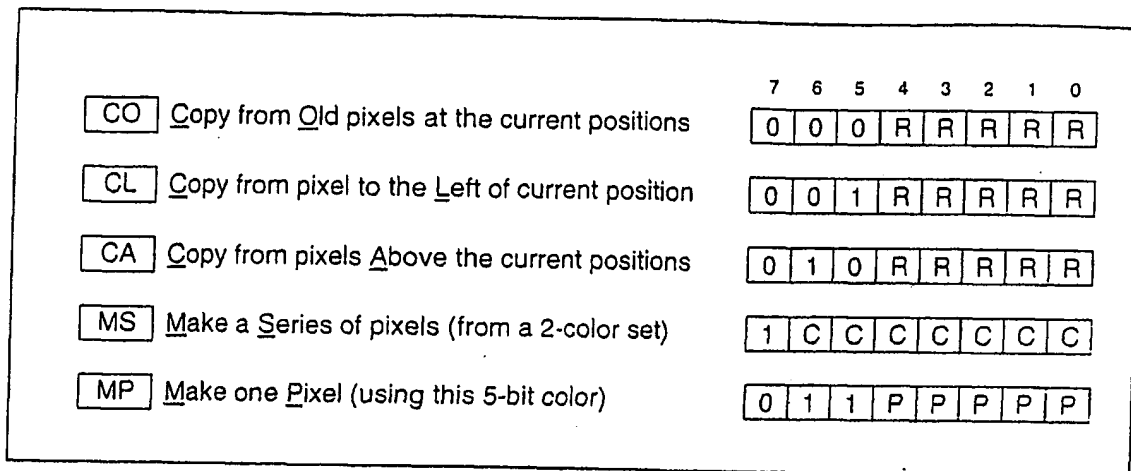 7 6 5 4 3 2 1 0
CO Copy from Old pixels at the current positions 0 0 0 R R R R R
CL Copy from pixel to the Left of current position 0 0 1 R R R R R
CA Copy from pixels Above the current positions 0 1 0 R R R R R
MS Make a Series of pixels (from a 2-color set) 1 C C C C C C C
MP Make one Pixel (using this 5-bit color) 0 1 1 P P P P P